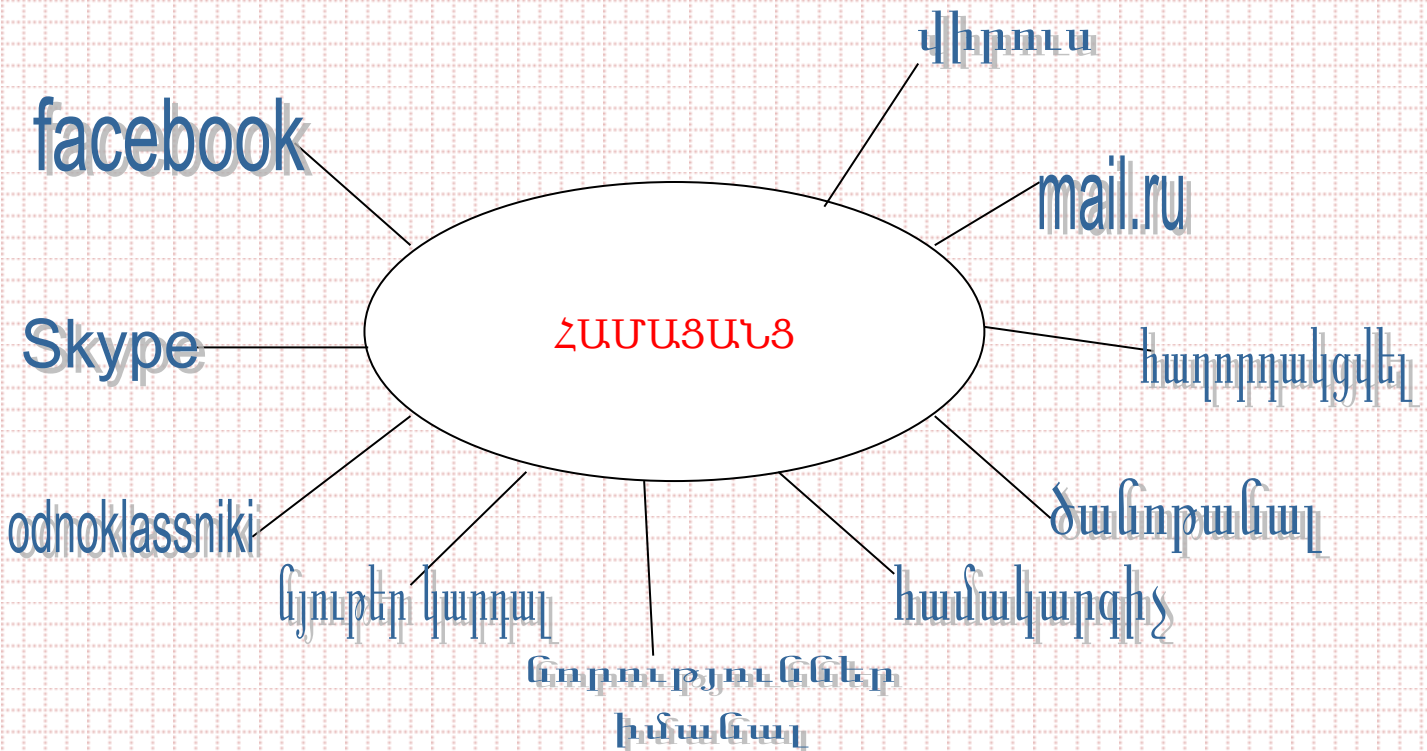 վիրուս
facebook
mail.ru
ՀԱՄԱՑԱՆՑ
Skype
հաղորդակցվել
odnoklassniki
ծանոթանալ
նյութեր կարդալ
համակարգիչ
նորություններ
իմանալ